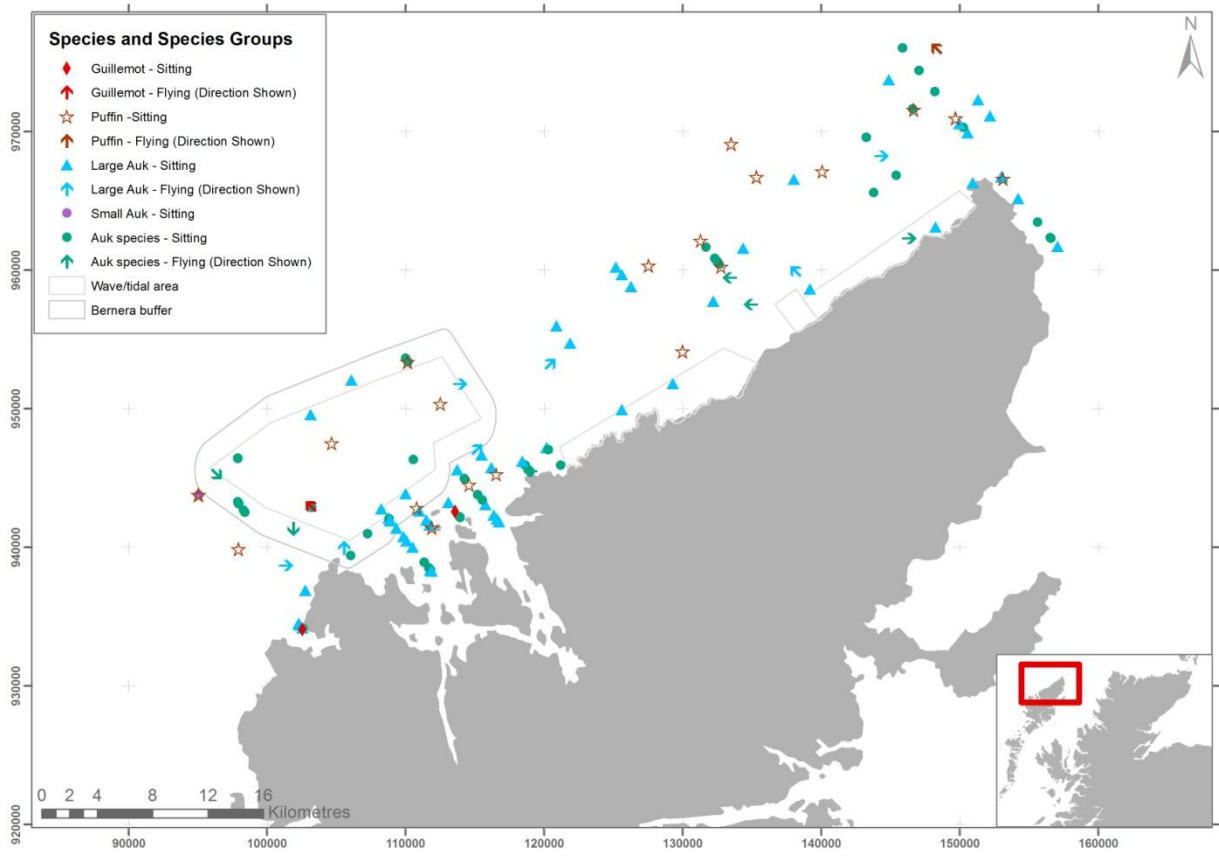 Species and Species Groups
Guillemot - Sitting
Guillemot - Flying (Direction Shown)
Puffin -Sitting
Puffin - Flying (Direction Shown)
Large Auk - Sitting
Large Auk - Flying (Direction Shown)
Small Auk - Sitting
Auk species - Sitting
Auk species - Flying (Direction Shown)
Wave/tidal area
Bernera buffer
N
970000
960000
950000
940000
930000
920000
0 2 4 8 12 16
Kilometres
90000 100000 110000 120000 130000 140000 150000 160000